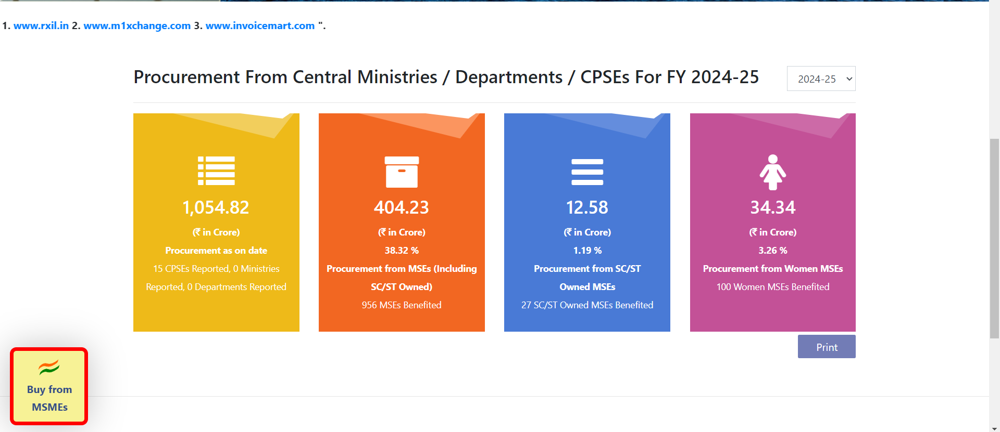 1. www.rxil.in 2. www.m1xchange.com 3. www.invoicemart.com ".
Procurement From Central Ministries / Departments / CPSEs For FY 2024-25
2024-25
1,054.82
(₹ in Crore)
Procurement as on date
15 CPSEs Reported, 0 Ministries
Reported, 0 Departments Reported
404.23
(₹ in Crore)
38.32 %
Procurement from MSEs (Including
SC/ST Owned)
956 MSEs Benefited
12.58
(₹ in Crore)
1.19 %
Procurement from SC/ST
Owned MSEs
27 SC/ST Owned MSEs Benefited
34.34
(₹ in Crore)
3.26 %
Procurement from Women MSEs
100 Women MSEs Benefited
Print
Buy from
MSMEs